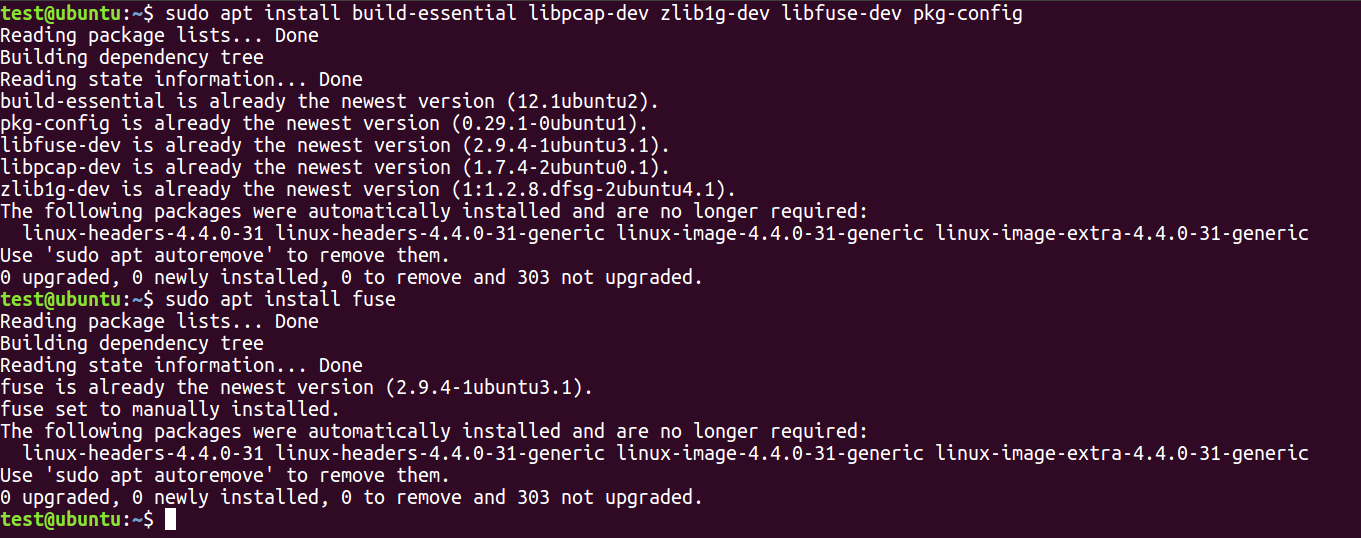 test@ubuntu:~$ sudo apt install build-essential libpcap-dev zlib1g-dev libfuse-dev pkg-config
Reading package lists... Done
Building dependency tree
Reading state information... Done
build-essential is already the newest version (12.1ubuntu2).
pkg-config is already the newest version (0.29.1-0ubuntu1).
libfuse-dev is already the newest version (2.9.4-1ubuntu3.1).
libpcap-dev is already the newest version (1.7.4-2ubuntu0.1).
zlib1g-dev is already the newest version (1:1.2.8.dfsg-2ubuntu4.1).
The following packages were automatically installed and are no longer required:
  linux-headers-4.4.0-31 linux-headers-4.4.0-31-generic linux-image-4.4.0-31-generic linux-image-extra-4.4.0-31-generic
Use 'sudo apt autoremove' to remove them.
0 upgraded, 0 newly installed, 0 to remove and 303 not upgraded.
test@ubuntu:~$ sudo apt install fuse
Reading package lists... Done
Building dependency tree
Reading state information... Done
fuse is already the newest version (2.9.4-1ubuntu3.1).
fuse set to manually installed.
The following packages were automatically installed and are no longer required:
  linux-headers-4.4.0-31 linux-headers-4.4.0-31-generic linux-image-4.4.0-31-generic linux-image-extra-4.4.0-31-generic
Use 'sudo apt autoremove' to remove them.
0 upgraded, 0 newly installed, 0 to remove and 303 not upgraded.
test@ubuntu:~$